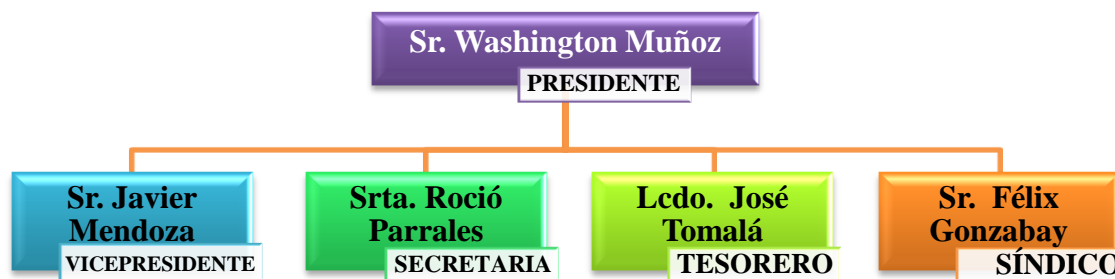 Sr. Washington Muñoz
PRESIDENTE
Sr. Javier
Mendoza
VICEPRESIDENTE
Srta. Roció
Parrales
SECRETARIA
Lcdo. José
Tomalá
TESORERO
Sr. Félix
Gonzabay
SÍNDICO